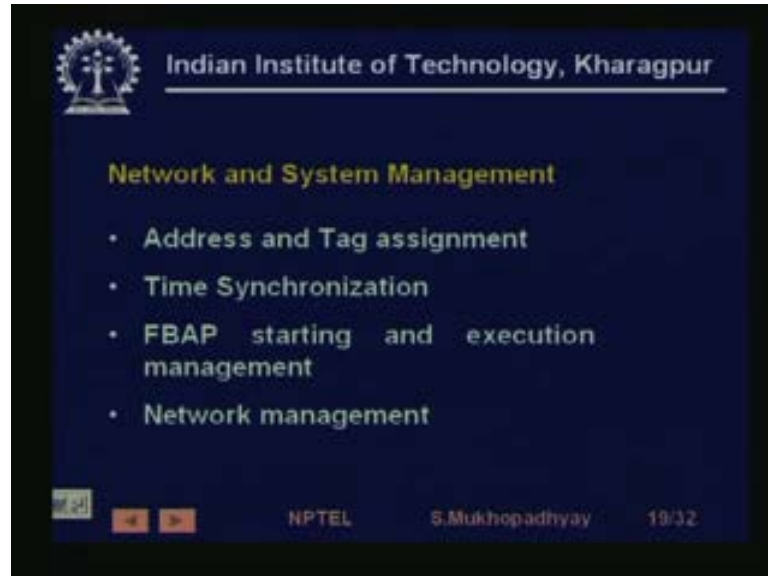 Indian Institute of Technology, Kharagpur
Network and System Management
• Address and Tag assignment
• Time Synchronization
• FBAP starting and execution
management
• Network management
NPTEL S.Mukhopadhyay 19/32